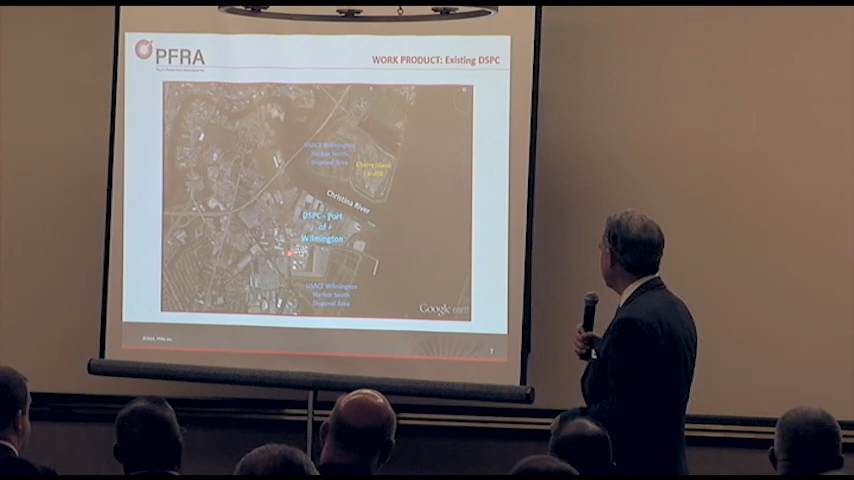 PFRA
WORK PRODUCT: Existing DSPC
USACE Wilmington
Harbor North
Disposal Area
Cherry Island
Landfill
Christina River
DSPC - Port
of
Wilmington
USACE Wilmington
Harbor South
Disposal Area
Google earth
7